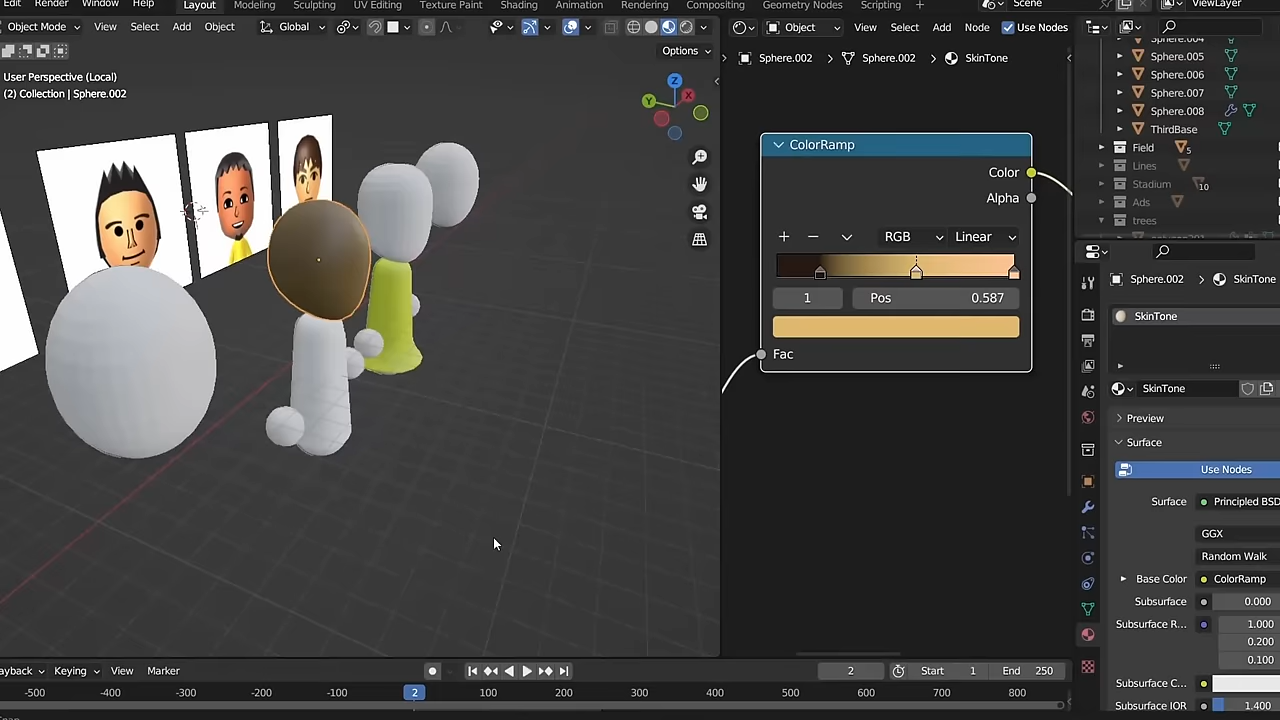 Edit Render Window Help Layout Modeling Sculpting UV Editing Texture Paint Shading Animation Rendering Compositing Geometry Nodes Scripting + Scene ViewLayer
Object Mode View Select Add Object Global Object View Select Add Node Use Nodes
Options
User Perspective (Local)
(2) Collection | Sphere.002
Z
Y
X
Sphere.002 Sphere.002 SkinTone
ColorRamp
Color
Alpha
RGB Linear
1 Pos 0.587
Fac
Sphere.004
Sphere.005
Sphere.006
Sphere.007
Sphere.008
ThirdBase
Field 5
Lines
Stadium 10
Ads
trees
Sphere.002 SkinTone
SkinTone
SkinTone
Preview
Surface
Use Nodes
Surface Principled BSD
GGX
Random Walk
Base Color ColorRamp
Subsurface 0.000
Subsurface R... 1.000
0.200
0.100
Subsurface C...
Subsurface IOR 1.400
ayback Keying View Marker 2 Start 1 End 250
-500 -400 -300 -200 -100 2 100 200 300 400 500 600 700 800